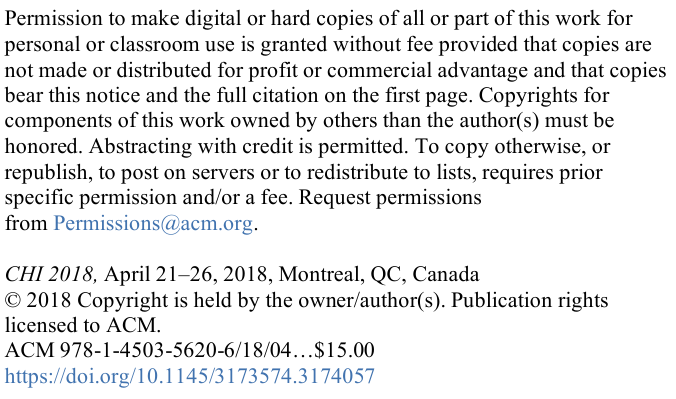 Permission to make digital or hard copies of all or part of this work for
personal or classroom use is granted without fee provided that copies are
not made or distributed for profit or commercial advantage and that copies
bear this notice and the full citation on the first page. Copyrights for
components of this work owned by others than the author(s) must be
honored. Abstracting with credit is permitted. To copy otherwise, or
republish, to post on servers or to redistribute to lists, requires prior
specific permission and/or a fee. Request permissions
from Permissions@acm.org.
CHI 2018, April 21–26, 2018, Montreal, QC, Canada
© 2018 Copyright is held by the owner/author(s). Publication rights
licensed to ACM.
ACM 978-1-4503-5620-6/18/04…$15.00
https://doi.org/10.1145/3173574.3174057